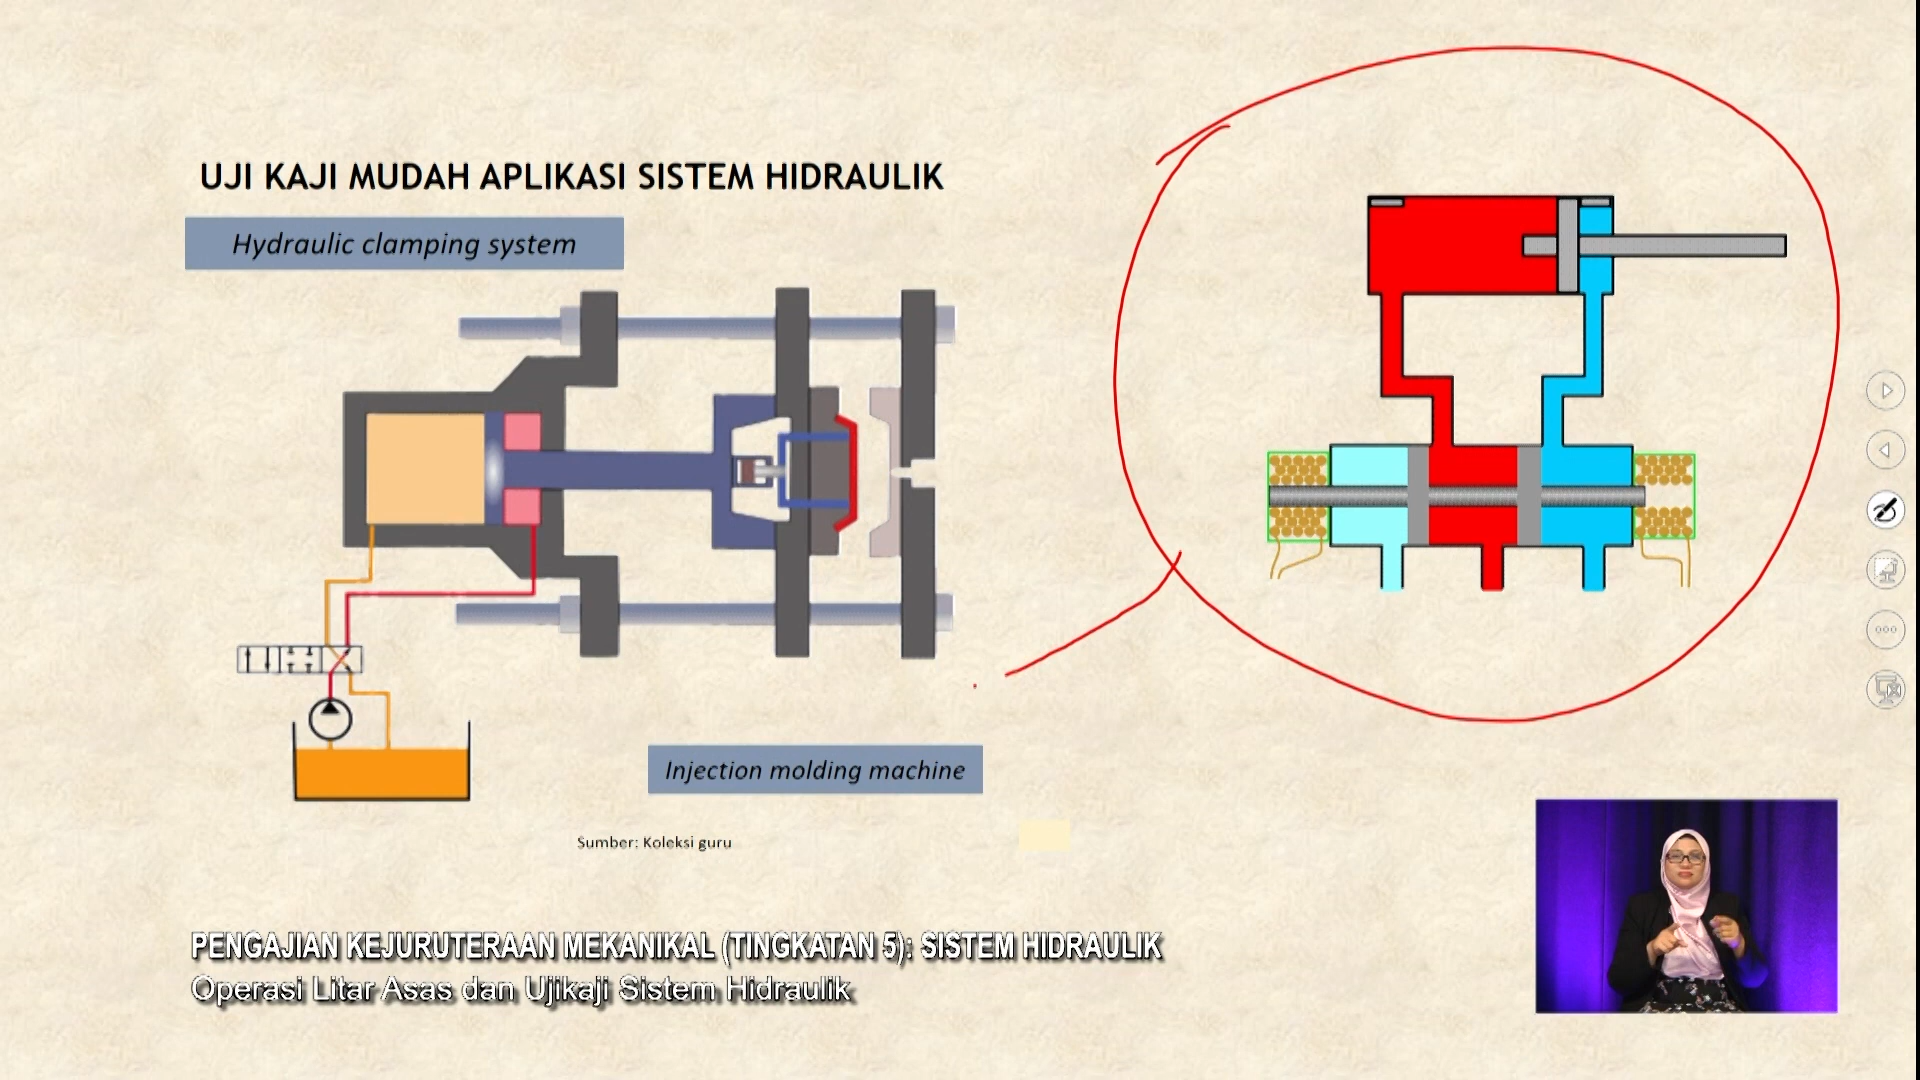 UJI KAJI MUDAH APLIKASI SISTEM HIDRAULIK
Hydraulic clamping system
Injection molding machine
Sumber: Koleksi guru
PENGAJIAN KEJURUTERAAN MEKANIKAL (TINGKATAN 5): SISTEM HIDRAULIK
Operasi Litar Asas dan Ujikaji Sistem Hidraulik